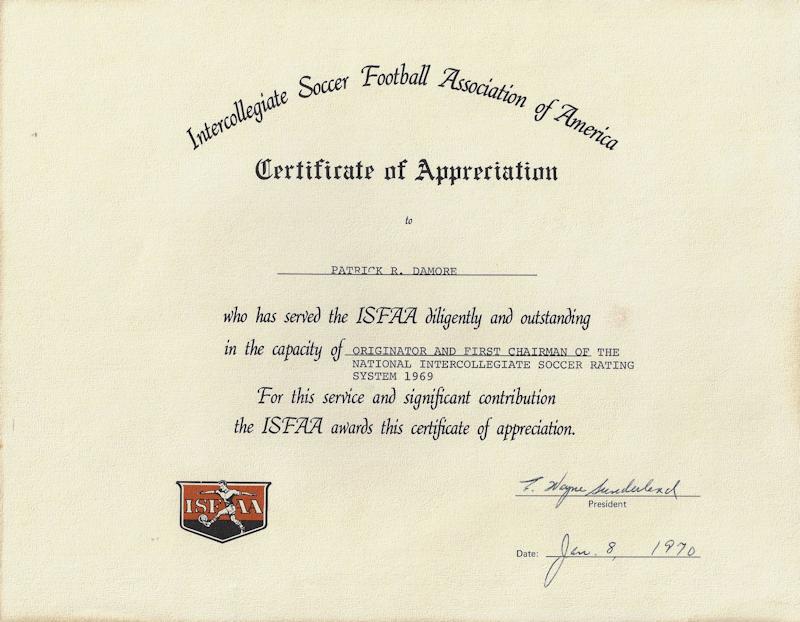 Intercollegiate Soccer Football Association of America
Certificate of Appreciation
to
PATRICK R. DAMORE
who has served the ISFAA diligently and outstanding
in the capacity of ORIGINATOR AND FIRST CHAIRMAN OF THE
NATIONAL INTERCOLLEGIATE SOCCER RATING
SYSTEM 1969
For this service and significant contribution
the ISFAA awards this certificate of appreciation.
ISFAA
T. Wayne Sunderland
President
Date: Jan. 8, 1970